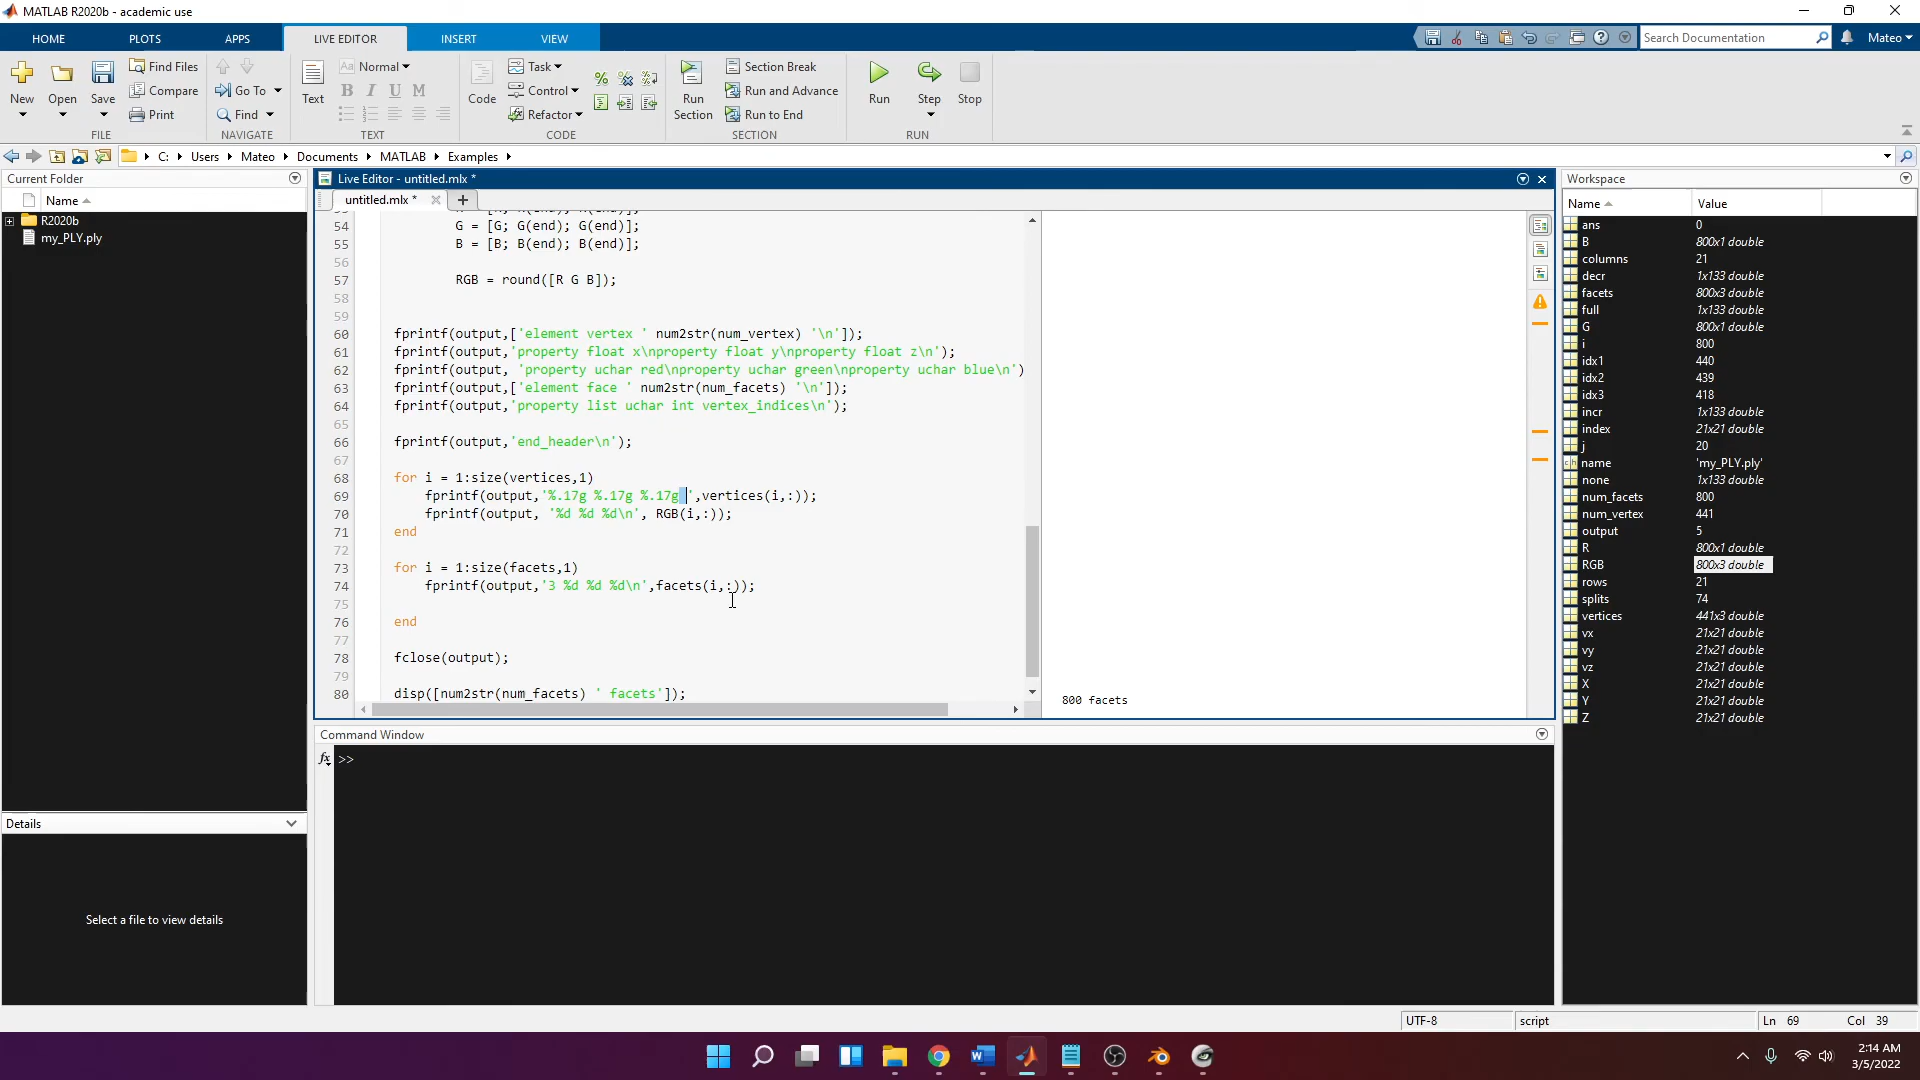 MATLAB R2020b - academic use
HOME PLOTS APPS LIVE EDITOR INSERT VIEW
Search Documentation Mateo
New Open Save
Find Files
Compare
Print
FILE
Go To
Find
NAVIGATE
Text
Aa Normal
B I U M
TEXT
Code
Task
Control
Refactor
CODE
Run Section
Section Break
Run and Advance
Run to End
SECTION
Run Step Stop
RUN
C: Users Mateo Documents MATLAB Examples
Current Folder
Name
R2020b
my_PLY.ply
Details
Select a file to view details
Live Editor - untitled.mlx *
untitled.mlx *
54 G = [G; G(end); G(end)];
55 B = [B; B(end); B(end)];
56
57 RGB = round([R G B]);
58
59
60 fprintf(output,['element vertex ' num2str(num_vertex) '\n']);
61 fprintf(output,'property float x\nproperty float y\nproperty float z\n');
62 fprintf(output, 'property uchar red\nproperty uchar green\nproperty uchar blue\n')
63 fprintf(output,['element face ' num2str(num_facets) '\n']);
64 fprintf(output,'property list uchar int vertex_indices\n');
65
66 fprintf(output,'end_header\n');
67
68 for i = 1:size(vertices,1)
69 fprintf(output,'%.17g %.17g %.17g ',vertices(i,:));
70 fprintf(output, '%d %d %d\n', RGB(i,:));
71 end
72
73 for i = 1:size(facets,1)
74 fprintf(output,'3 %d %d %d\n',facets(i,:));
75
76 end
77
78 fclose(output);
79
80 disp([num2str(num_facets) ' facets']);
800 facets
Command Window
fx >>
Workspace
Name Value
ans 0
B 800x1 double
columns 21
decr 1x133 double
facets 800x3 double
full 1x133 double
G 800x1 double
i 800
idx1 440
idx2 439
idx3 418
incr 1x133 double
index 21x21 double
j 20
name 'my_PLY.ply'
none 1x133 double
num_facets 800
num_vertex 441
output 5
R 800x1 double
RGB 800x3 double
rows 21
splits 74
vertices 441x3 double
vx 21x21 double
vy 21x21 double
vz 21x21 double
X 21x21 double
Y 21x21 double
Z 21x21 double
UTF-8 script Ln 69 Col 39
2:14 AM
3/5/2022